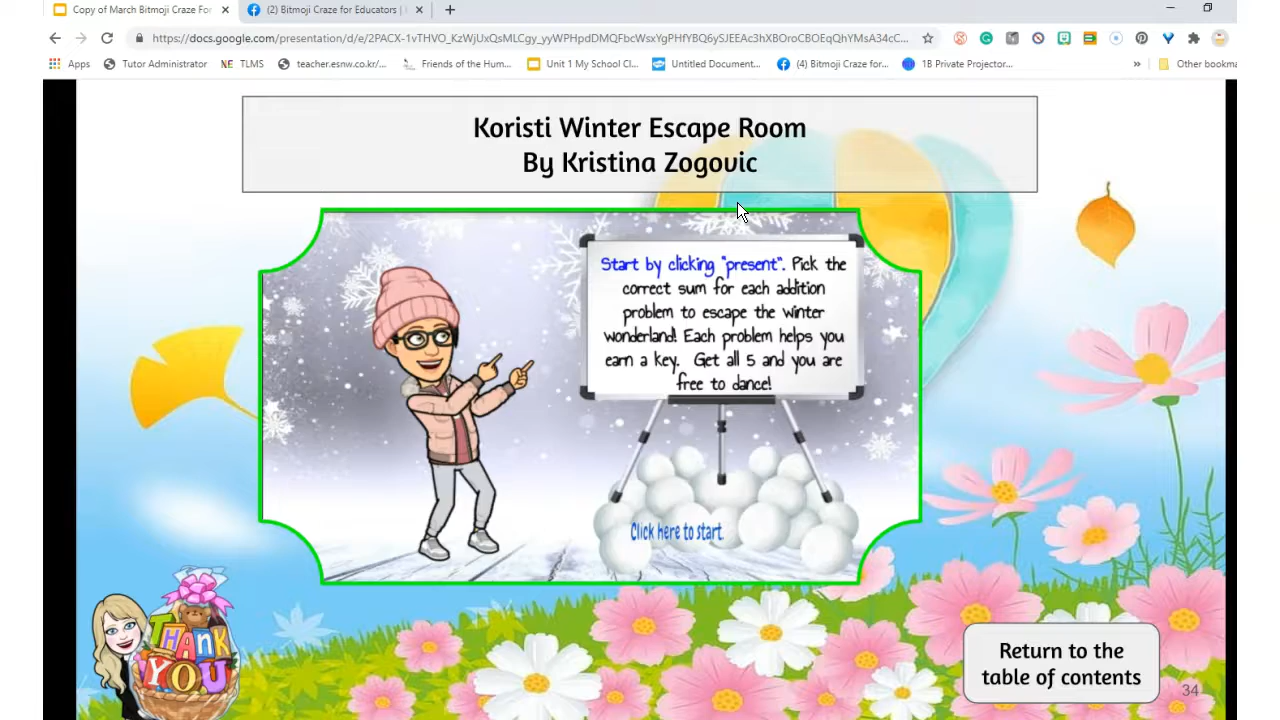 Copy of March Bitmoji Craze For
(2) Bitmoji Craze for Educators |
https://docs.google.com/presentation/d/e/2PACX-1vTHVO_KzWjUxQsMLCgy_yyWPHpdDMQFbcWsxYgPHfYBQ6ySJEEAc3hXBOroCBOEqQhYMsA34cC...
Apps
Tutor Administrator
NE TLMS
teacher.esnw.co.kr/...
Friends of the Hum...
Unit 1 My School Cl...
Untitled Document...
(4) Bitmoji Craze for...
1B Private Projector...
»
Other bookma
Koristi Winter Escape Room
By Kristina Zogovic
Start by clicking "present". Pick the
correct sum for each addition
problem to escape the winter
wonderland! Each problem helps you
earn a key. Get all 5 and you are
free to dance!
Click here to start.
THANK
YOU
Return to the
table of contents
34